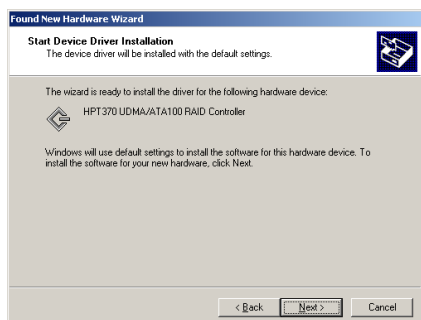 Found New Hardware Wizard
Start Device Driver Installation
The device driver will be installed with the default settings.
The wizard is ready to install the driver for the following hardware device:
HPT370 UDMA/ATA100 RAID Controller
Windows will use default settings to install the software for this hardware device. To
install the software for your new hardware, click Next.
< Back Next > Cancel